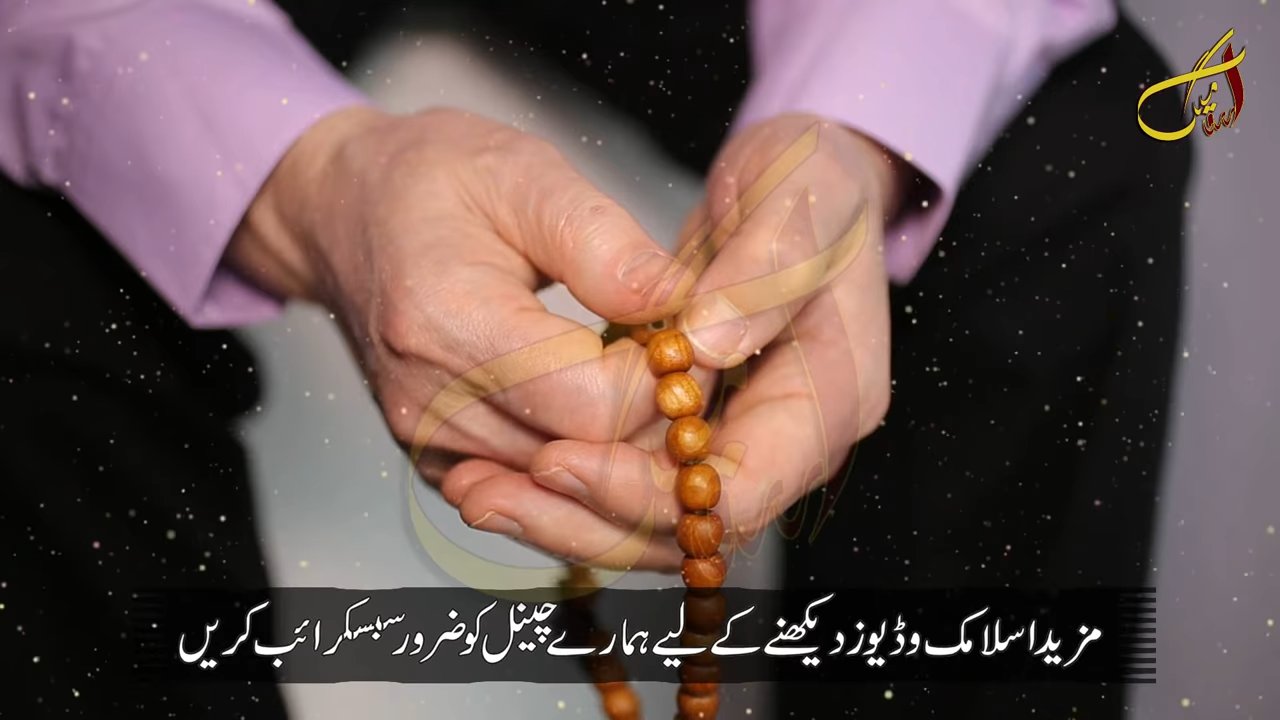 مزید اسلامک وڈیوز دیکھنے کے لیے ہمارے چینل کو ضرور سبسکرائب کریں